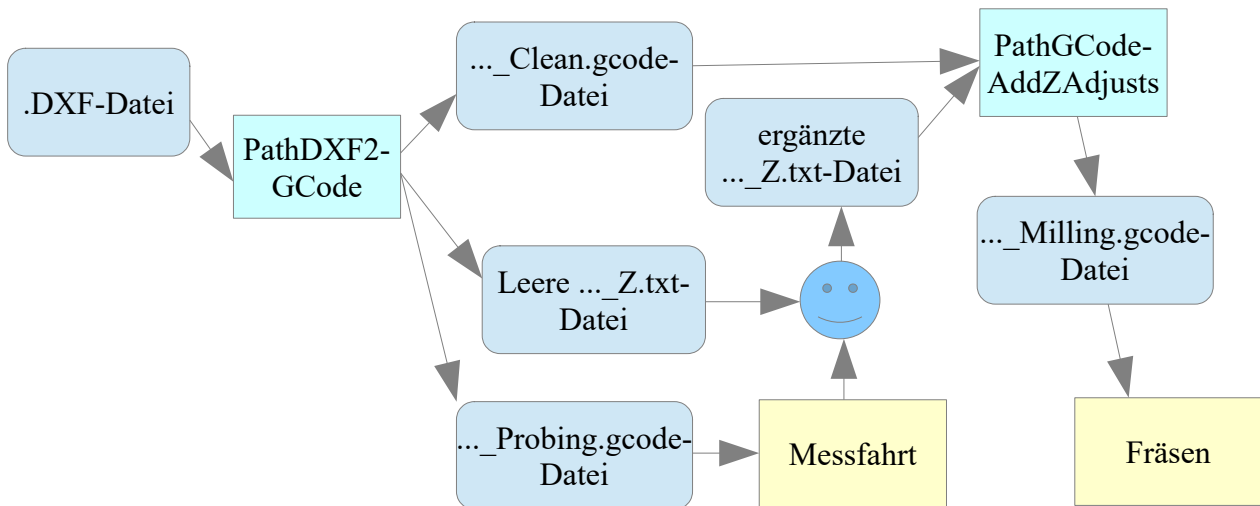 .DXF-Datei
PathDXF2-
GCode
..._Clean.gcode-
Datei
Leere ..._Z.txt-
Datei
..._Probing.gcode-
Datei
Messfahrt
ergänzte
..._Z.txt-Datei
PathGCode-
AddZAdjusts
..._Milling.gcode-
Datei
Fräsen